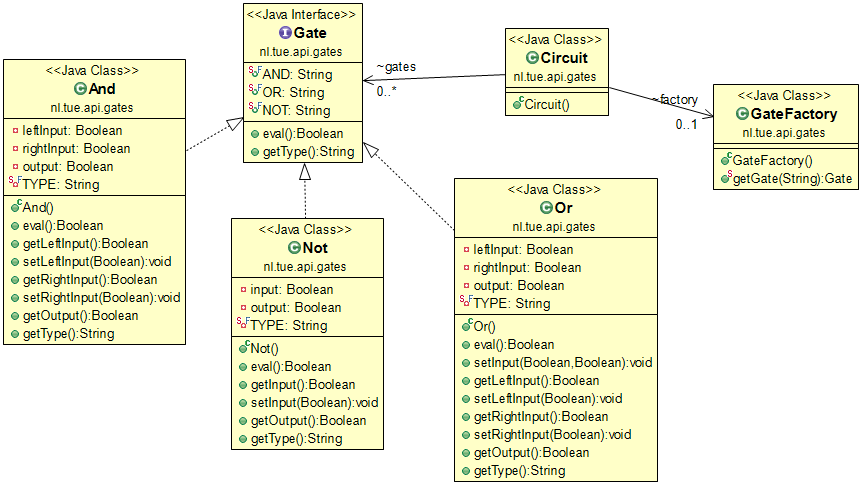 <<Java Interface>>
Gate
nl.tue.api.gates
AND: String
OR: String
NOT: String
eval():Boolean
getType():String
~gates
0..*
<<Java Class>>
Circuit
nl.tue.api.gates
Circuit()
~factory
0..1
<<Java Class>>
GateFactory
nl.tue.api.gates
GateFactory()
getGate(String):Gate
<<Java Class>>
And
nl.tue.api.gates
leftInput: Boolean
rightInput: Boolean
output: Boolean
TYPE: String
And()
eval():Boolean
getLeftInput():Boolean
setLeftInput(Boolean):void
getRightInput():Boolean
setRightInput(Boolean):void
getOutput():Boolean
getType():String
<<Java Class>>
Not
nl.tue.api.gates
input: Boolean
output: Boolean
TYPE: String
Not()
eval():Boolean
getInput():Boolean
setInput(Boolean):void
getOutput():Boolean
getType():String
<<Java Class>>
Or
nl.tue.api.gates
leftInput: Boolean
rightInput: Boolean
output: Boolean
TYPE: String
Or()
eval():Boolean
setInput(Boolean,Boolean):void
getLeftInput():Boolean
setLeftInput(Boolean):void
getRightInput():Boolean
setRightInput(Boolean):void
getOutput():Boolean
getType():String